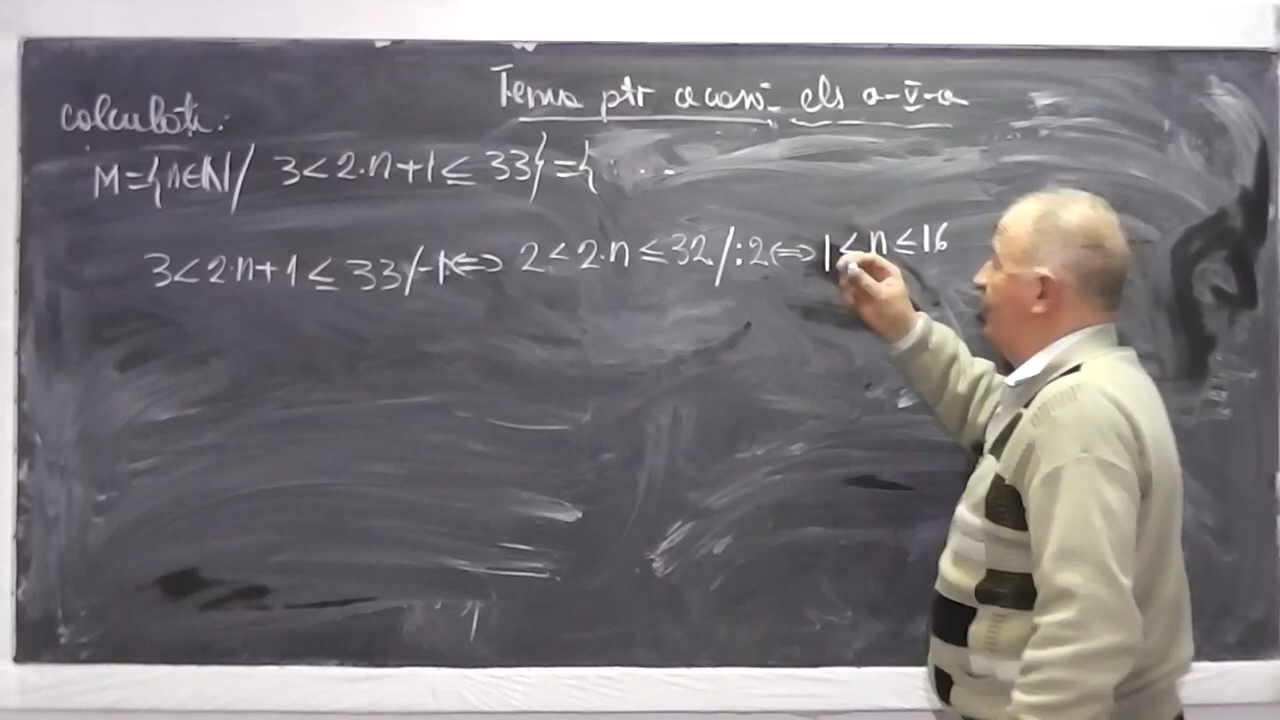 Tema ptr acasă cls a-V-a
calculați:
M={n∈N/ 3<2·n+1≤33}={...
3<2·n+1≤33/-1⇔ 2<2·n≤32/:2⇔1<n≤16